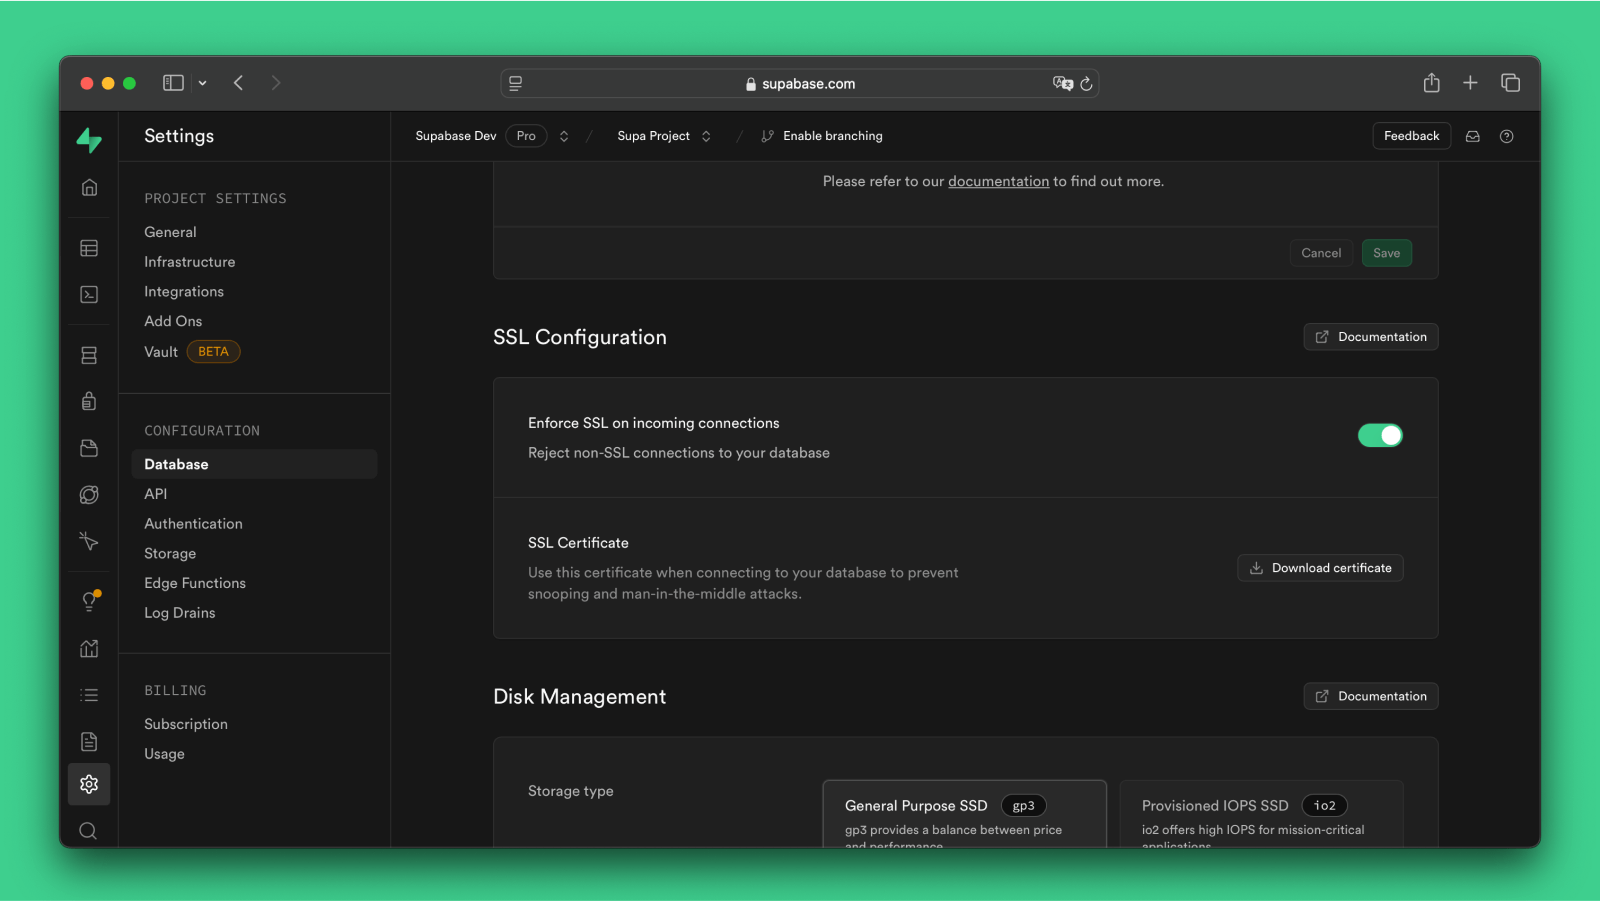 supabase.com
Settings
Supabase Dev Pro / Supa Project / Enable branching
Feedback
PROJECT SETTINGS
General
Infrastructure
Integrations
Add Ons
Vault BETA
CONFIGURATION
Database
API
Authentication
Storage
Edge Functions
Log Drains
BILLING
Subscription
Usage
Please refer to our documentation to find out more.
Cancel Save
SSL Configuration
Documentation
Enforce SSL on incoming connections
Reject non-SSL connections to your database
SSL Certificate
Use this certificate when connecting to your database to prevent
snooping and man-in-the-middle attacks.
Download certificate
Disk Management
Documentation
Storage type
General Purpose SSD gp3
gp3 provides a balance between price
and performance
Provisioned IOPS SSD io2
io2 offers high IOPS for mission-critical
applications